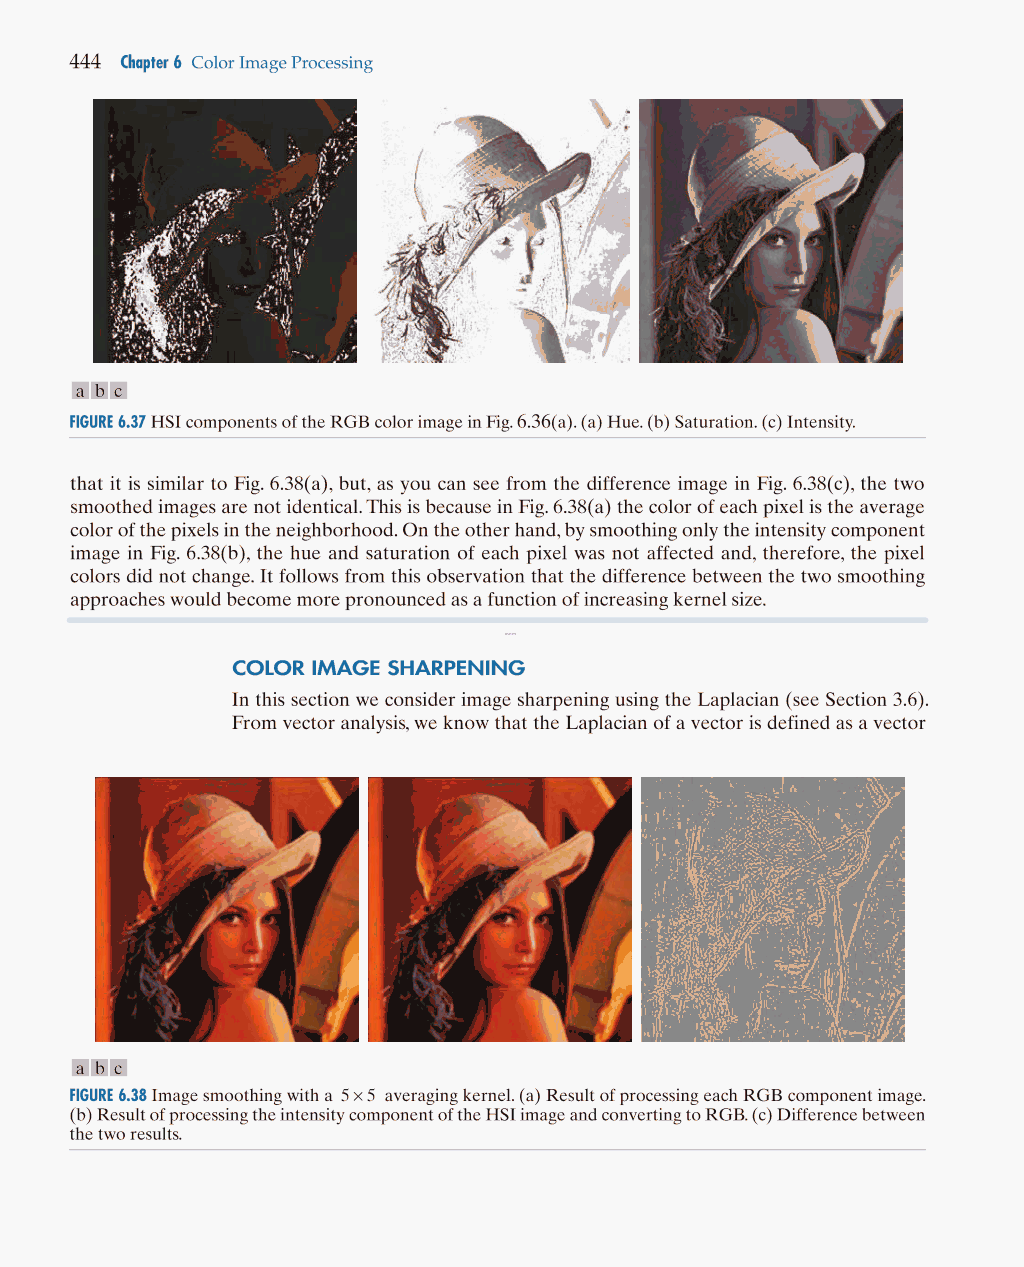 444 Chapter 6 Color Image Processing
a b c
FIGURE 6.37 HSI components of the RGB color image in Fig. 6.36(a). (a) Hue. (b) Saturation. (c) Intensity.
that it is similar to Fig. 6.38(a), but, as you can see from the difference image in Fig. 6.38(c), the two
smoothed images are not identical. This is because in Fig. 6.38(a) the color of each pixel is the average
color of the pixels in the neighborhood. On the other hand, by smoothing only the intensity component
image in Fig. 6.38(b), the hue and saturation of each pixel was not affected and, therefore, the pixel
colors did not change. It follows from this observation that the difference between the two smoothing
approaches would become more pronounced as a function of increasing kernel size.
COLOR IMAGE SHARPENING
In this section we consider image sharpening using the Laplacian (see Section 3.6).
From vector analysis, we know that the Laplacian of a vector is defined as a vector
a b c
FIGURE 6.38 Image smoothing with a 5 × 5 averaging kernel. (a) Result of processing each RGB component image.
(b) Result of processing the intensity component of the HSI image and converting to RGB. (c) Difference between
the two results.